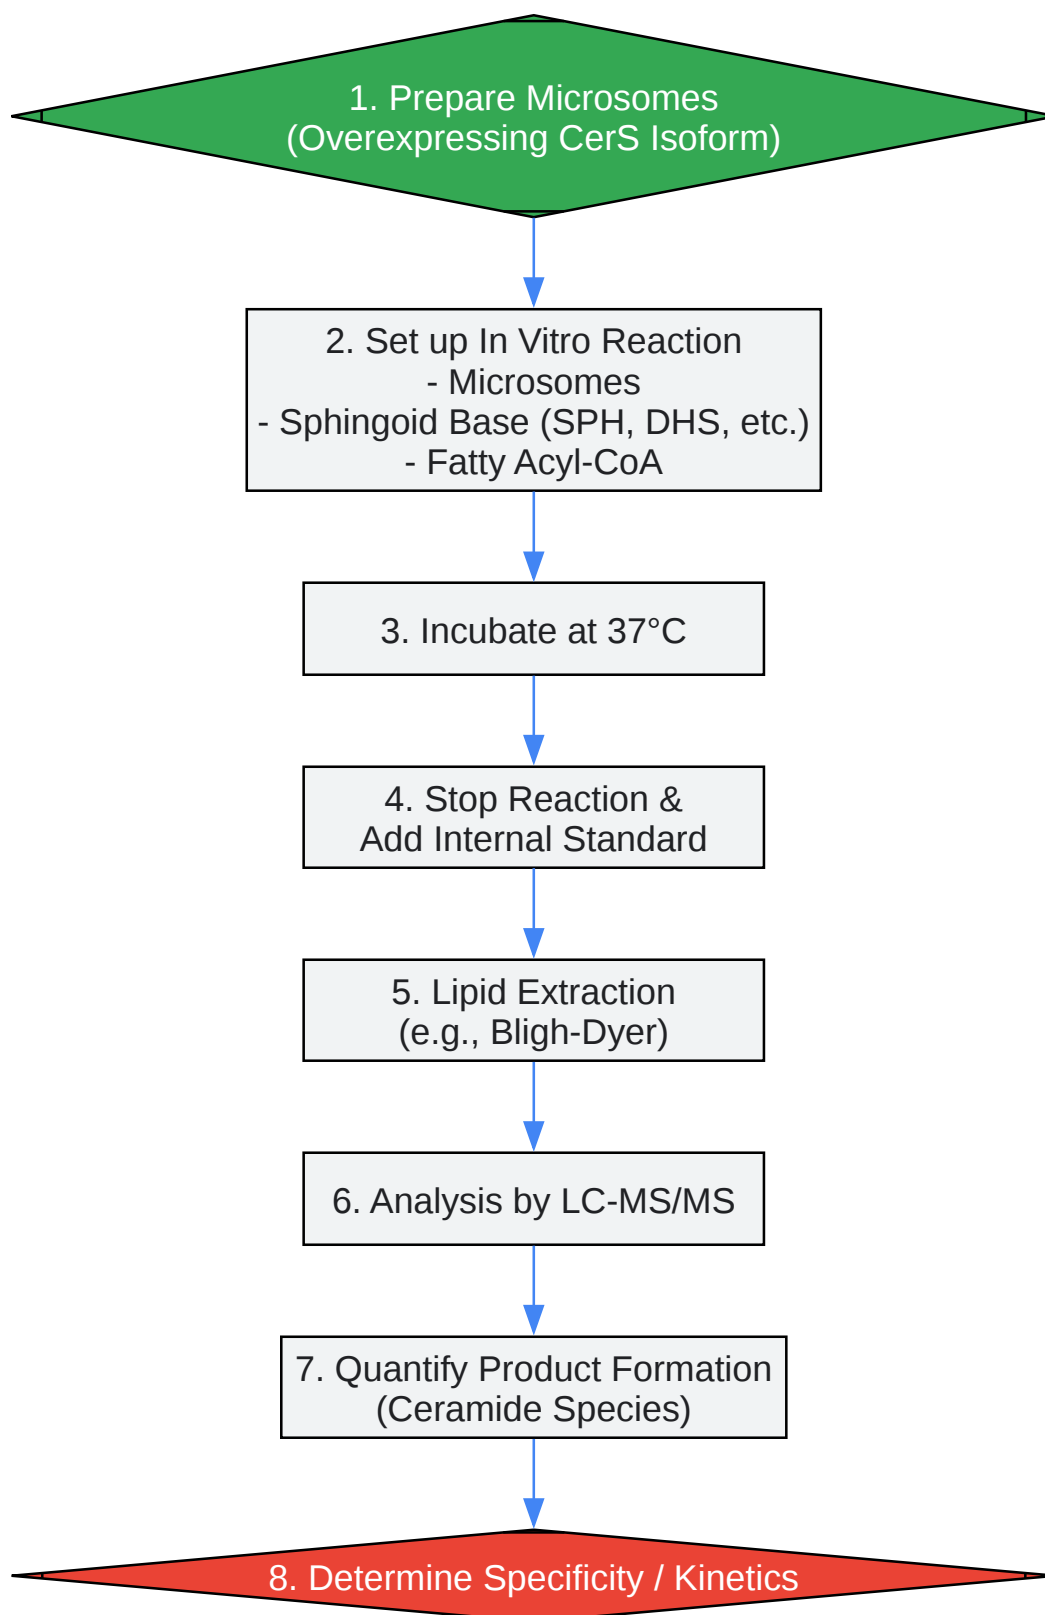 1. Prepare Microsomes
(Overexpressing CerS Isoform)
2. Set up In Vitro Reaction
- Microsomes
- Sphingoid Base (SPH, DHS, etc.)
- Fatty Acyl-CoA
3. Incubate at 37°C
4. Stop Reaction &
Add Internal Standard
5. Lipid Extraction
(e.g., Bligh-Dyer)
6. Analysis by LC-MS/MS
7. Quantify Product Formation
(Ceramide Species)
8. Determine Specificity / Kinetics